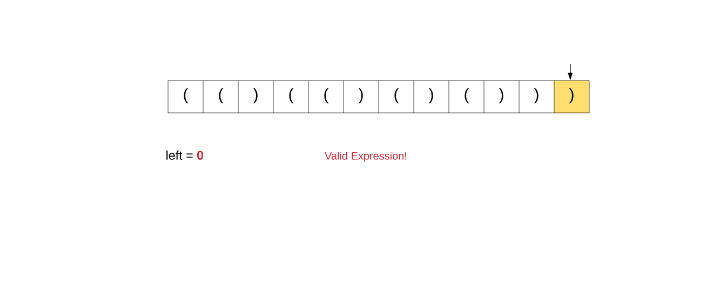 ( ( ) ( ( ) ( ) ( ) ) )
left = 0
Valid Expression!